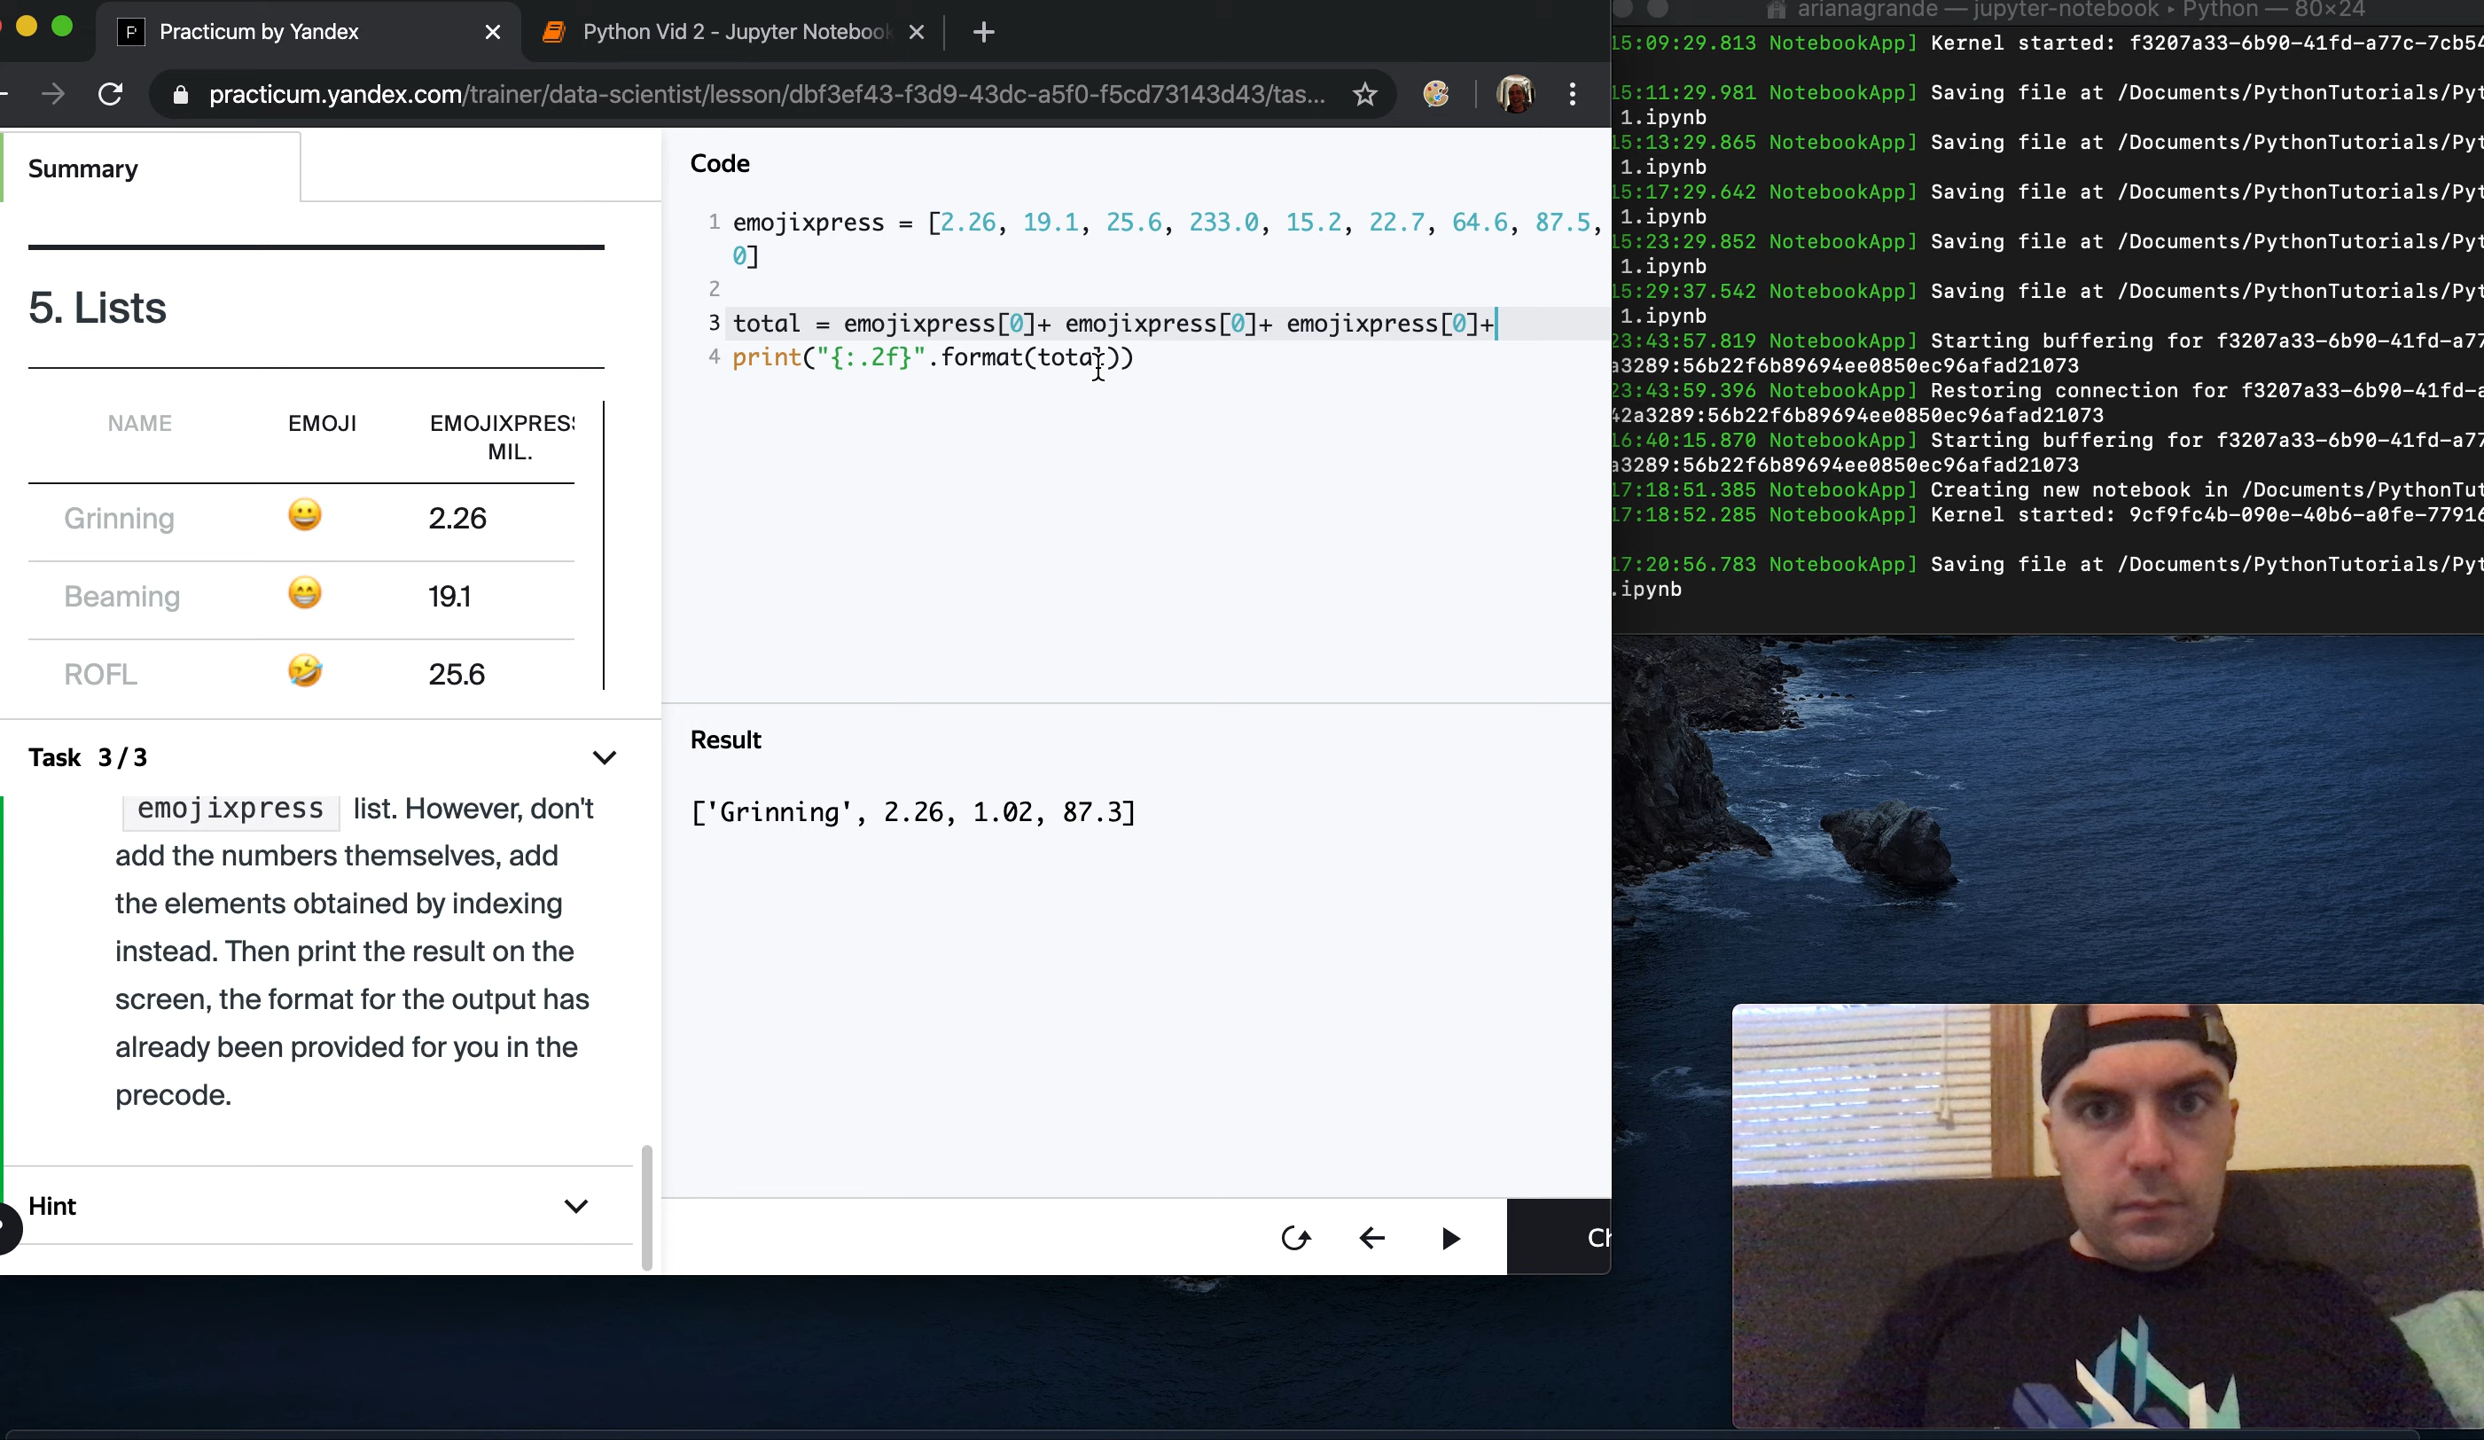 Practicum by Yandex
Python Vid 2 - Jupyter Notebook
practicum.yandex.com/trainer/data-scientist/lesson/dbf3ef43-f3d9-43dc-a5f0-f5cd73143d43/tas...
Summary
5. Lists
NAME EMOJI EMOJIXPRESS
MIL.
Grinning 😀 2.26
Beaming 😁 19.1
ROFL 🤣 25.6
Task 3 / 3
emojixpress list. However, don't
add the numbers themselves, add
the elements obtained by indexing
instead. Then print the result on the
screen, the format for the output has
already been provided for you in the
precode.
Hint
Code
1 emojixpress = [2.26, 19.1, 25.6, 233.0, 15.2, 22.7, 64.6, 87.5,
0]
2
3 total = emojixpress[0]+ emojixpress[0]+ emojixpress[0]+
4 print("{:.2f}".format(total))
Result
['Grinning', 2.26, 1.02, 87.3]
arianagrande — jupyter-notebook ▸ Python — 80×24
15:09:29.813 NotebookApp] Kernel started: f3207a33-6b90-41fd-a77c-7cb54
15:11:29.981 NotebookApp] Saving file at /Documents/PythonTutorials/Pyt
1.ipynb
15:13:29.865 NotebookApp] Saving file at /Documents/PythonTutorials/Pyt
1.ipynb
15:17:29.642 NotebookApp] Saving file at /Documents/PythonTutorials/Pyt
1.ipynb
15:23:29.852 NotebookApp] Saving file at /Documents/PythonTutorials/Pyt
1.ipynb
15:29:37.542 NotebookApp] Saving file at /Documents/PythonTutorials/Pyt
1.ipynb
23:43:57.819 NotebookApp] Starting buffering for f3207a33-6b90-41fd-a77
a3289:56b22f6b89694ee0850ec96afad21073
23:43:59.396 NotebookApp] Restoring connection for f3207a33-6b90-41fd-a
42a3289:56b22f6b89694ee0850ec96afad21073
16:40:15.870 NotebookApp] Starting buffering for f3207a33-6b90-41fd-a77
a3289:56b22f6b89694ee0850ec96afad21073
17:18:51.385 NotebookApp] Creating new notebook in /Documents/PythonTut
17:18:52.285 NotebookApp] Kernel started: 9cf9fc4b-090e-40b6-a0fe-77916
17:20:56.783 NotebookApp] Saving file at /Documents/PythonTutorials/Pyt
.ipynb